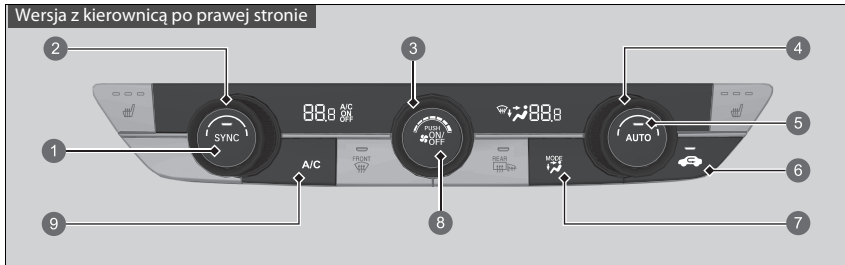 Wersja z kierownicą po prawej stronie
2
3
4
88.8 A/C ON OFF
88.8
1
SYNC
PUSH ON/OFF
AUTO
5
A/C
FRONT
REAR
MODE
6
9
8
7